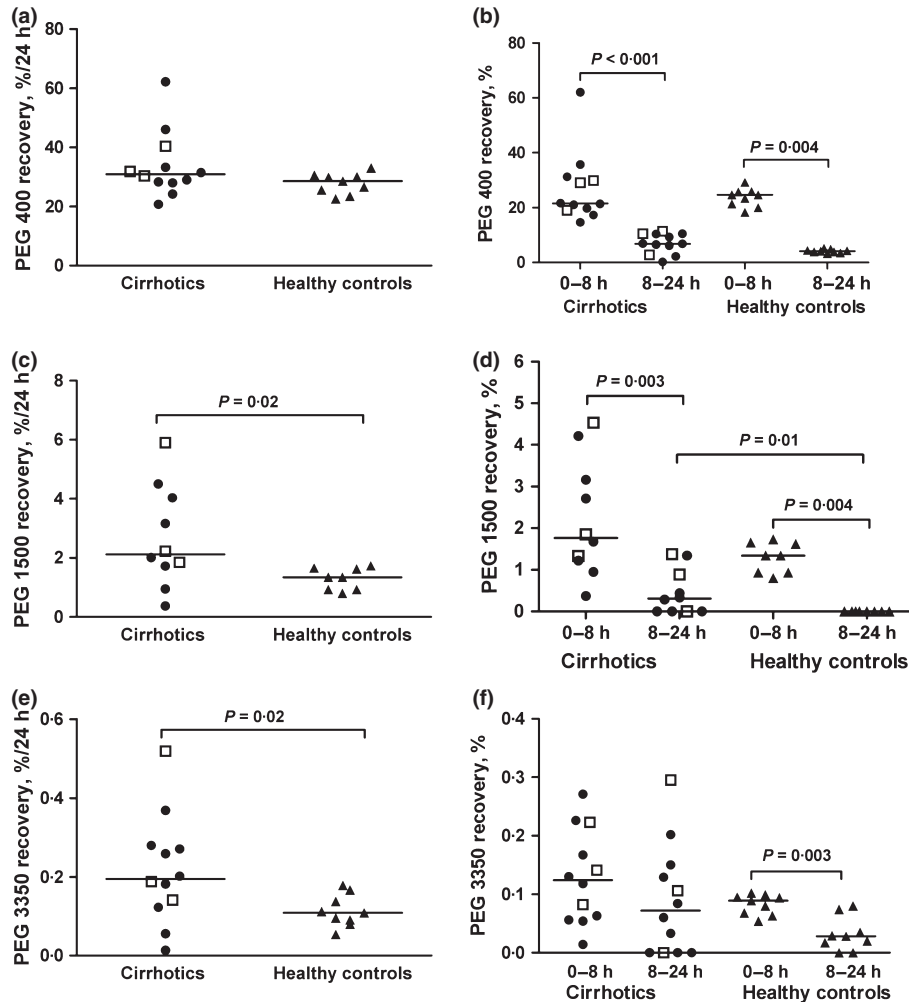 (a)
PEG 400 recovery, %/24 h
80
60
40
20
0
Cirrhotics
Healthy controls
(b)
PEG 400 recovery, %
80
60
40
20
0
P < 0·001
P = 0·004
0–8 h
8–24 h
0–8 h
8–24 h
Cirrhotics
Healthy controls
(c)
PEG 1500 recovery, %/24 h
8
6
4
2
0
P = 0·02
Cirrhotics
Healthy controls
(d)
PEG 1500 recovery, %
6
5
4
3
2
1
0
P = 0·003
P = 0·01
P = 0·004
0–8 h
8–24 h
0–8 h
8–24 h
Cirrhotics
Healthy controls
(e)
PEG 3350 recovery, %/24 h
0·6
0·4
0·2
0·0
P = 0·02
Cirrhotics
Healthy controls
(f)
PEG 3350 recovery, %
0·4
0·3
0·2
0·1
0·0
P = 0·003
0–8 h
8–24 h
0–8 h
8–24 h
Cirrhotics
Healthy controls